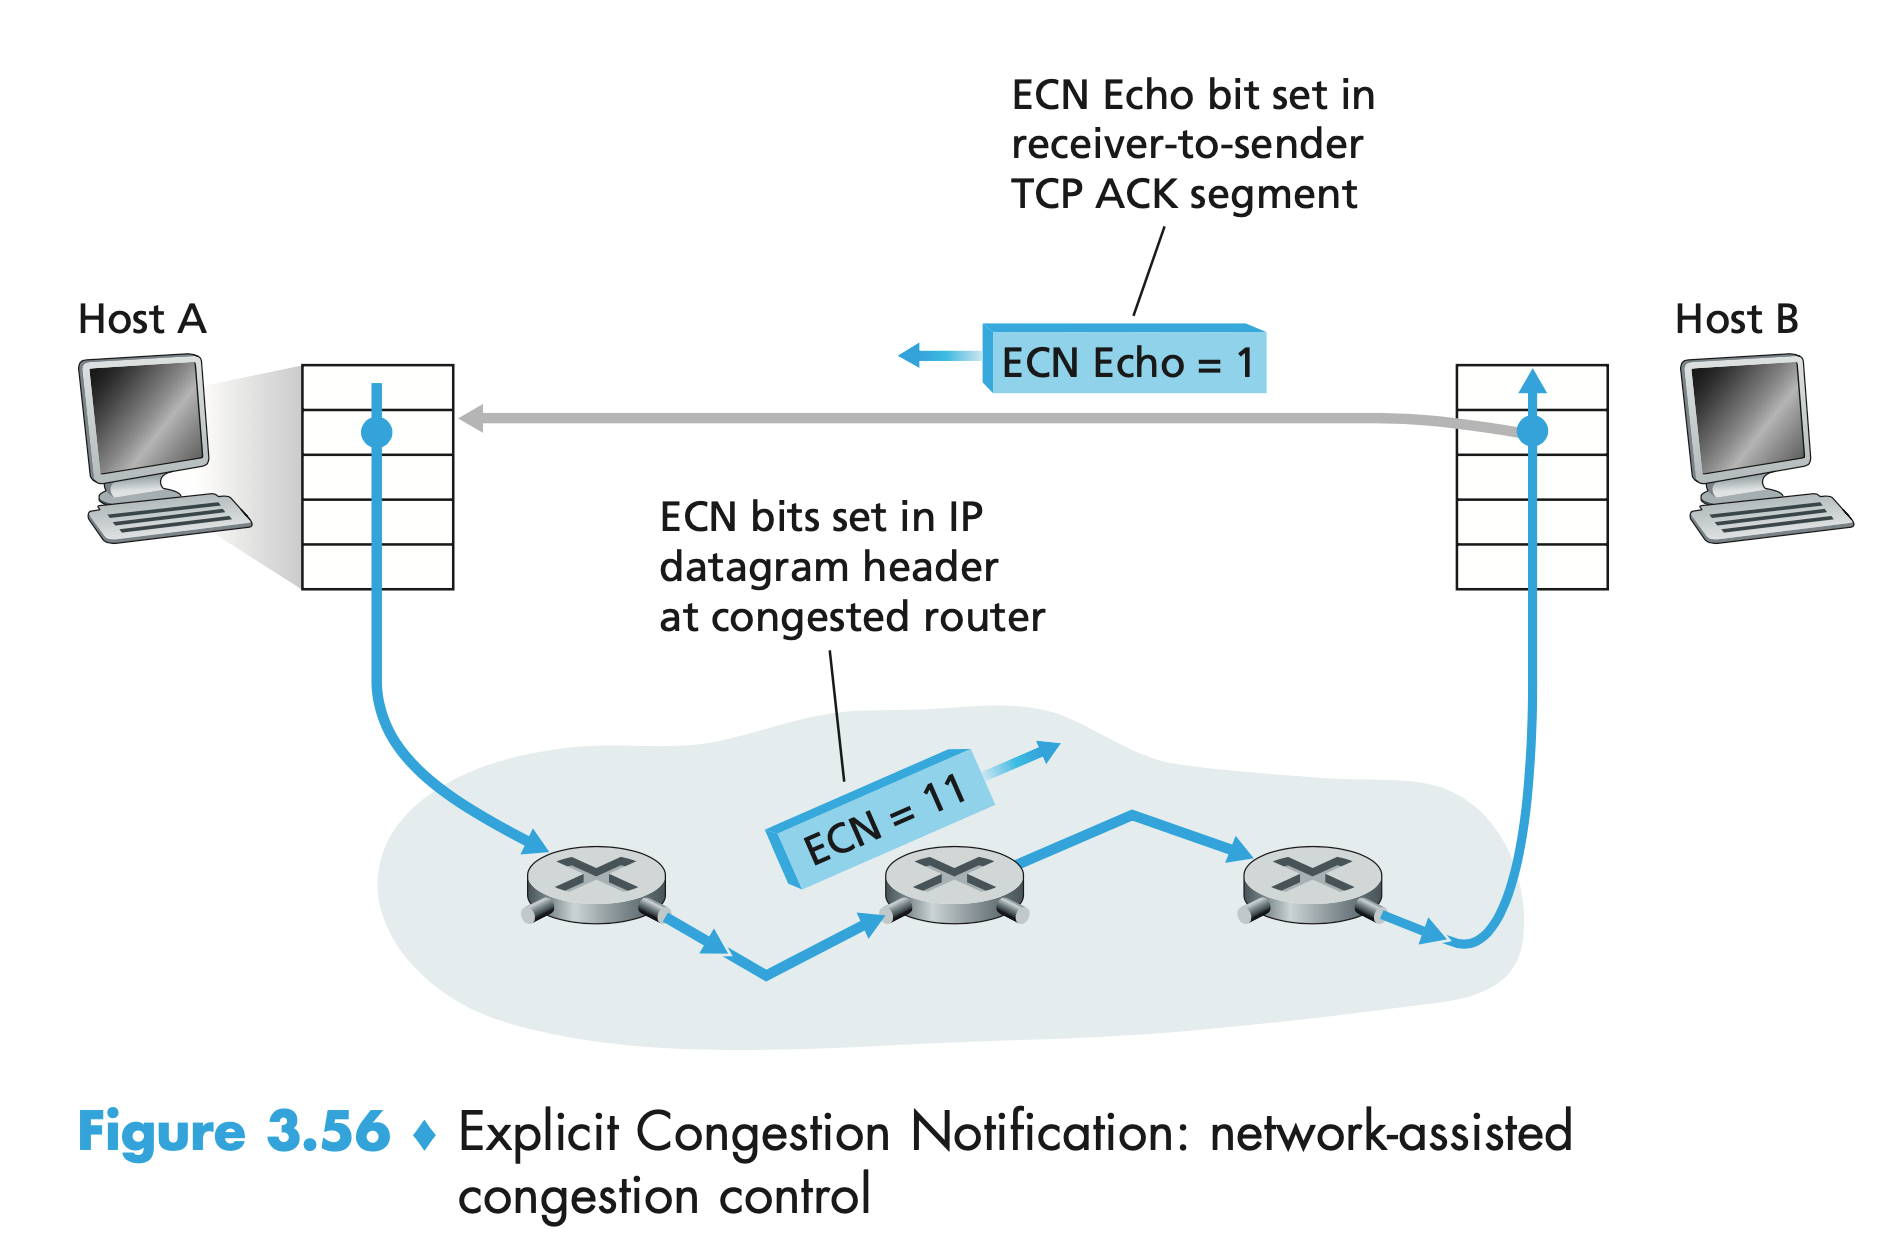 ECN Echo bit set in
receiver-to-sender
TCP ACK segment
Host A
Host B
ECN Echo = 1
ECN bits set in IP
datagram header
at congested router
ECN = 11
Figure 3.56 ♦ Explicit Congestion Notification: network-assisted
congestion control